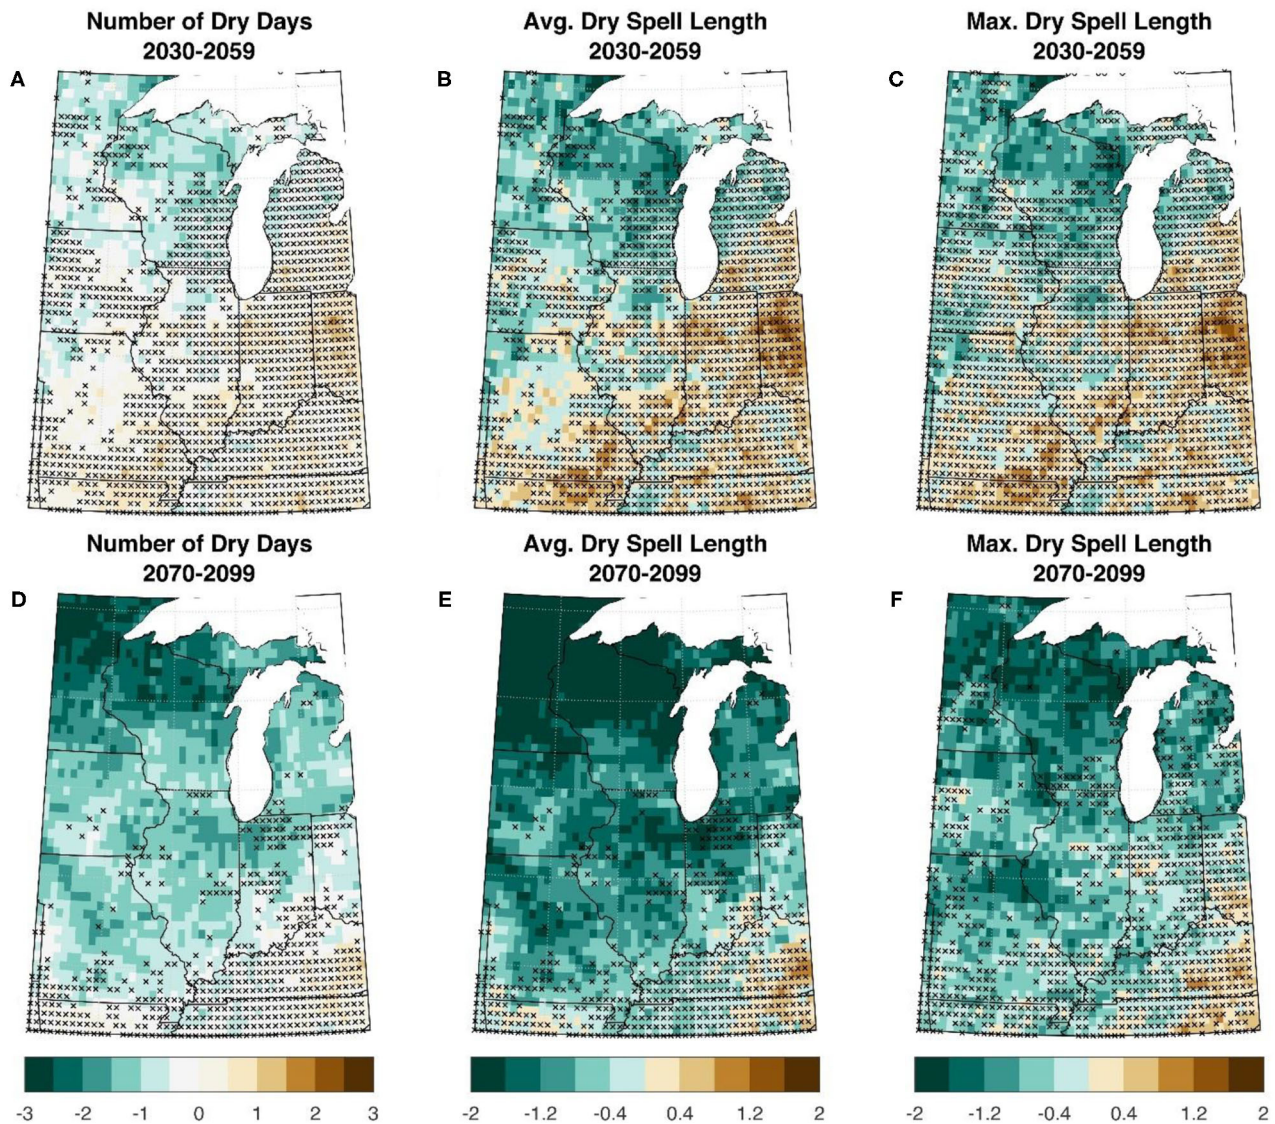 Number of Dry Days
2030-2059
Avg. Dry Spell Length
2030-2059
Max. Dry Spell Length
2030-2059
A
B
C
Number of Dry Days
2070-2099
Avg. Dry Spell Length
2070-2099
Max. Dry Spell Length
2070-2099
D
E
F
-3 -2 -1 0 1 2 3
-2 -1.2 -0.4 0.4 1.2 2
-2 -1.2 -0.4 0.4 1.2 2